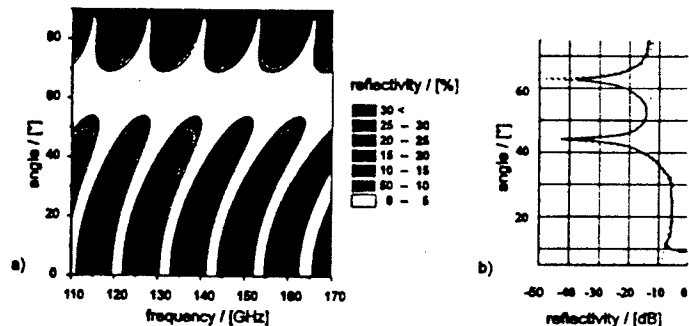 80
60
40
20
0
angle / [°]
110 120 130 140 150 160 170
frequency / [GHz]
a)
reflectivity / [%]
30 <
25 – 30
20 – 25
15 – 20
10 – 15
50 – 10
0 – 5
60
40
20
angle / [°]
b)
-50 -40 -30 -20 -10 0
reflectivity / [dB]